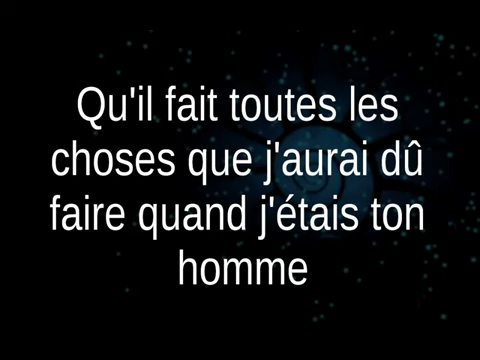 Qu'il fait toutes les
choses que j'aurai dû
faire quand j'étais ton
homme